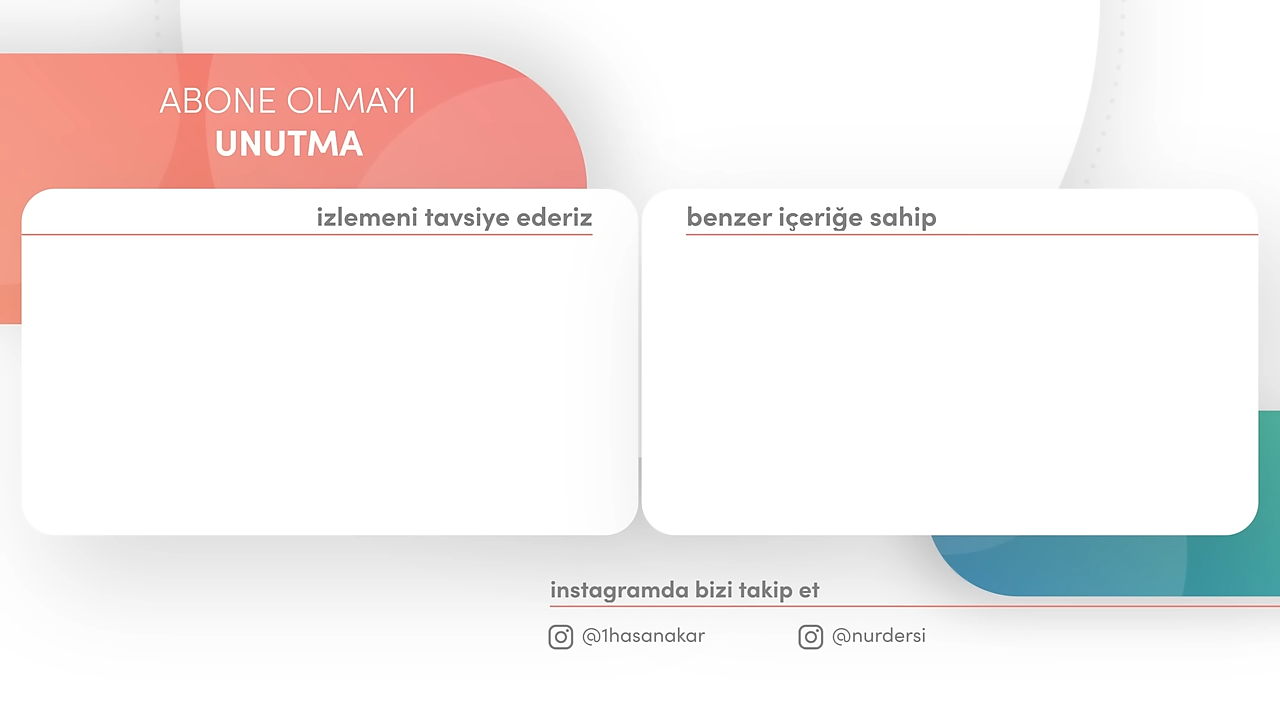 ABONE OLMAYI
UNUTMA
izlemeni tavsiye ederiz
benzer içeriğe sahip
instagramda bizi takip et
@1hasanakar
@nurdersi